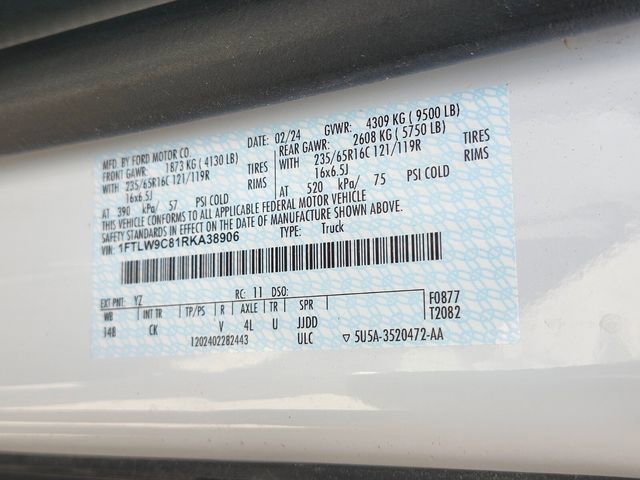 MFD. BY FORD MOTOR CO. DATE: 02/24 GVWR: 4309 KG ( 9500 LB)
FRONT GAWR: 1873 KG ( 4130 LB) REAR GAWR: 2608 KG ( 5750 LB)
WITH 235/65R16C 121/119R TIRES WITH 235/65R16C 121/119R TIRES
16x6.5J RIMS 16x6.5J RIMS
AT 390 kPa/ 57 PSI COLD AT 520 kPa/ 75 PSI COLD
THIS VEHICLE CONFORMS TO ALL APPLICABLE FEDERAL MOTOR VEHICLE
SAFETY STANDARDS IN EFFECT ON THE DATE OF MANUFACTURE SHOWN ABOVE.
VIN: 1FTLW9C81RKA38906 TYPE: Truck
EXT PNT: YZ RC: 11 DSO: F0877
WB INT TR TP/PS R AXLE TR SPR T2082
148 CK V 4L U JJDD
1202402282443 ULC ▽ 5U5A-3520472-AA